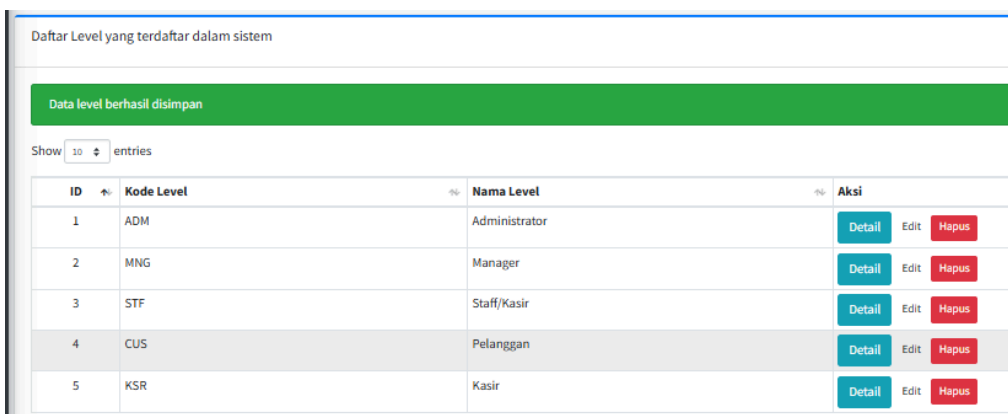 Daftar Level yang terdaftar dalam sistem
Data level berhasil disimpan
Show 10 entries
ID Kode Level Nama Level Aksi
1 ADM Administrator Detail Edit Hapus
2 MNG Manager Detail Edit Hapus
3 STF Staff/Kasir Detail Edit Hapus
4 CUS Pelanggan Detail Edit Hapus
5 KSR Kasir Detail Edit Hapus